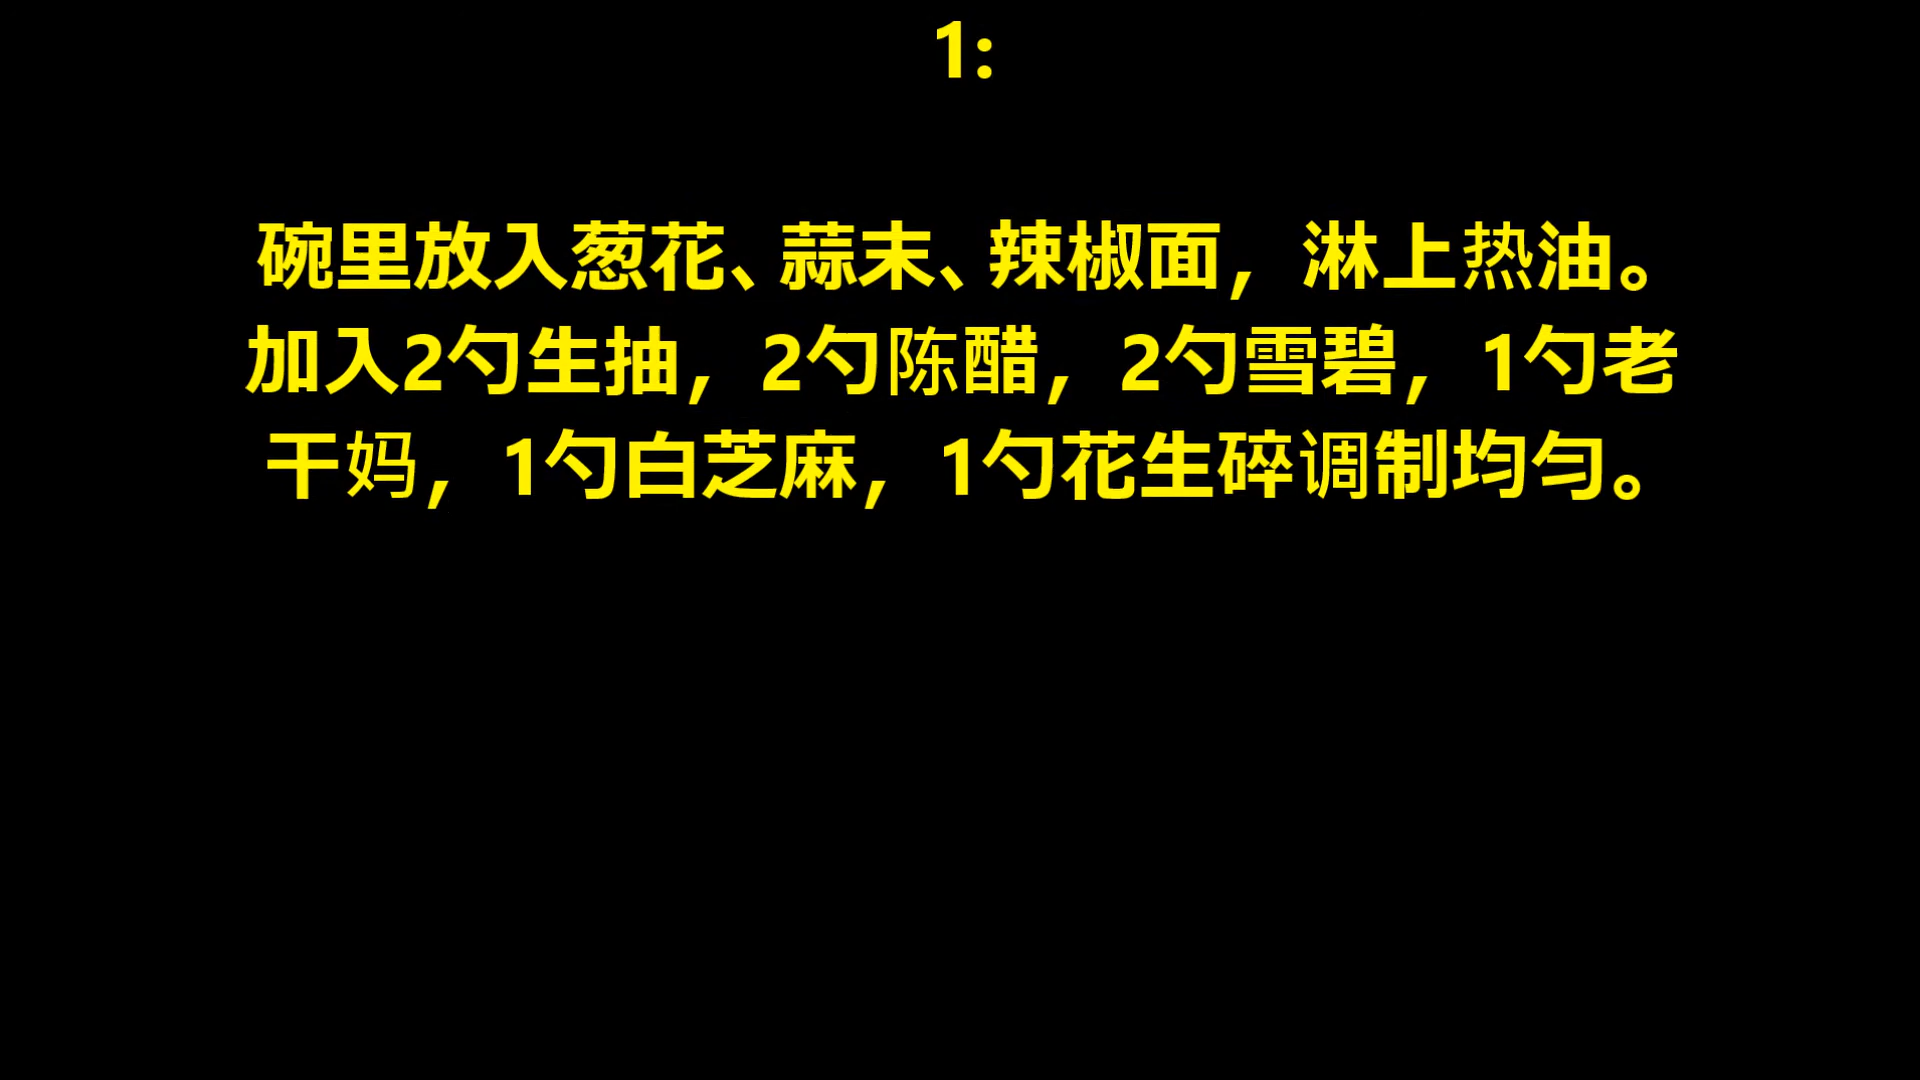 1:
碗里放入葱花、蒜末、辣椒面，淋上热油。
加入2勺生抽，2勺陈醋，2勺雪碧，1勺老
干妈，1勺白芝麻，1勺花生碎调制均匀。